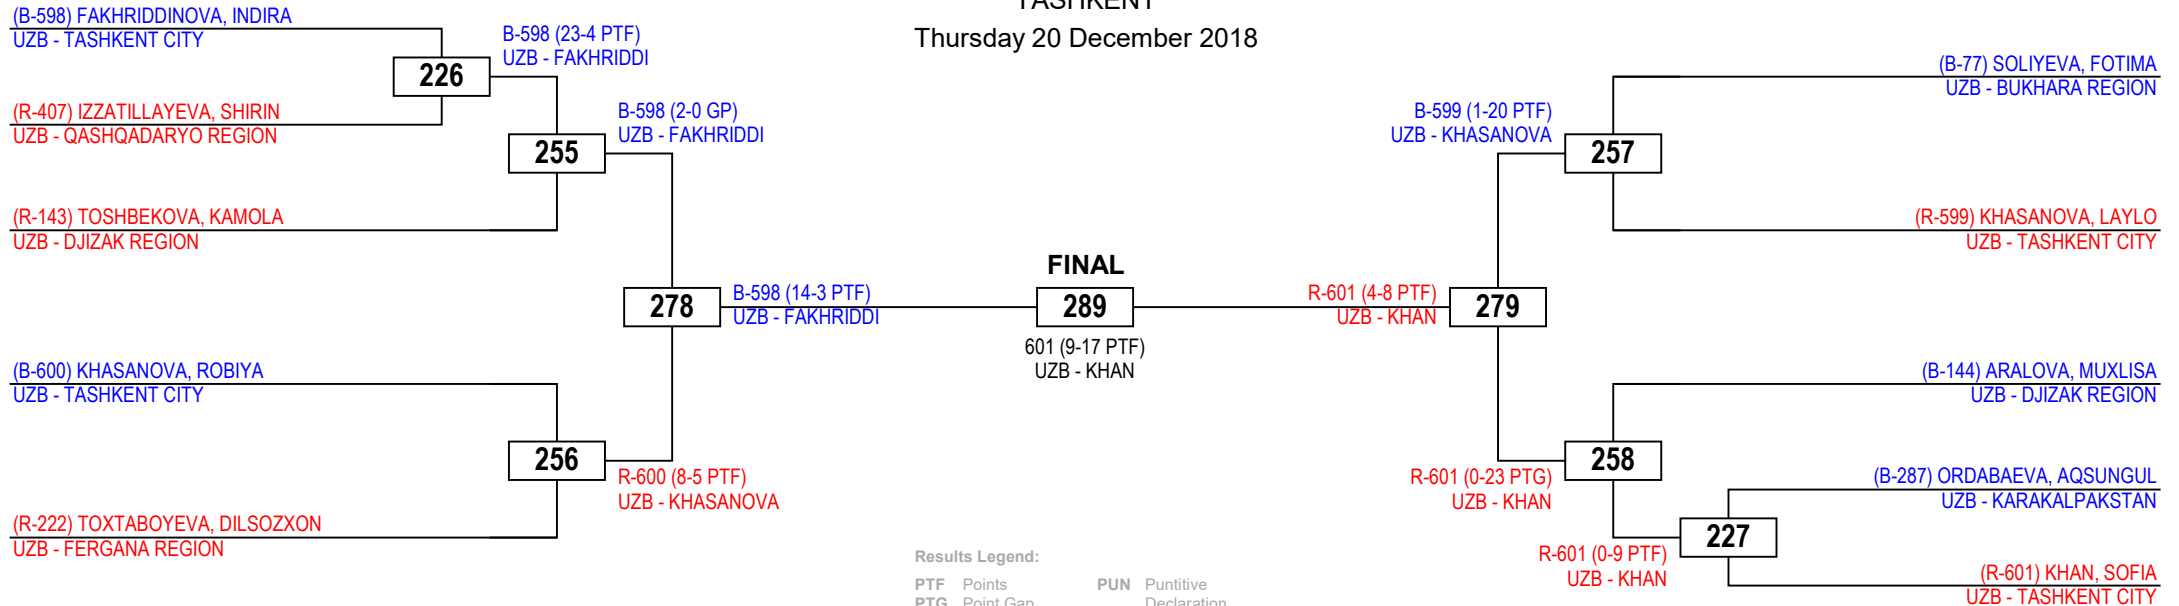 TASHKENT
Thursday 20 December 2018
(B-598) FAKHRIDDINOVA, INDIRA
UZB - TASHKENT CITY
B-598 (23-4 PTF)
UZB - FAKHRIDDI
226
(R-407) IZZATILLAYEVA, SHIRIN
UZB - QASHQADARYO REGION
B-598 (2-0 GP)
UZB - FAKHRIDDI
255
(R-143) TOSHBEKOVA, KAMOLA
UZB - DJIZAK REGION
278
B-598 (14-3 PTF)
UZB - FAKHRIDDI
(B-600) KHASANOVA, ROBIYA
UZB - TASHKENT CITY
256
R-600 (8-5 PTF)
UZB - KHASANOVA
(R-222) TOXTABOYEVA, DILSOZXON
UZB - FERGANA REGION
FINAL
289
601 (9-17 PTF)
UZB - KHAN
(B-77) SOLIYEVA, FOTIMA
UZB - BUKHARA REGION
B-599 (1-20 PTF)
UZB - KHASANOVA
257
(R-599) KHASANOVA, LAYLO
UZB - TASHKENT CITY
R-601 (4-8 PTF)
UZB - KHAN
279
(B-144) ARALOVA, MUXLISA
UZB - DJIZAK REGION
258
R-601 (0-23 PTG)
UZB - KHAN
(B-287) ORDABAEVA, AQSUNGUL
UZB - KARAKALPAKSTAN
227
R-601 (0-9 PTF)
UZB - KHAN
(R-601) KHAN, SOFIA
UZB - TASHKENT CITY
Results Legend:
PTF Points PUN Puntitive
PTG Point Gap Declaration